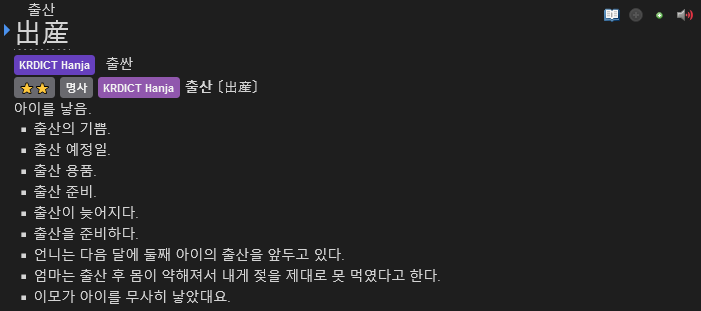 출산
出産
KRDICT Hanja 출싼
명사 KRDICT Hanja 출산〔出産〕
아이를 낳음.
출산의 기쁨.
출산 예정일.
출산 용품.
출산 준비.
출산이 늦어지다.
출산을 준비하다.
언니는 다음 달에 둘째 아이의 출산을 앞두고 있다.
엄마는 출산 후 몸이 약해져서 내게 젖을 제대로 못 먹였다고 한다.
이모가 아이를 무사히 낳았대요.